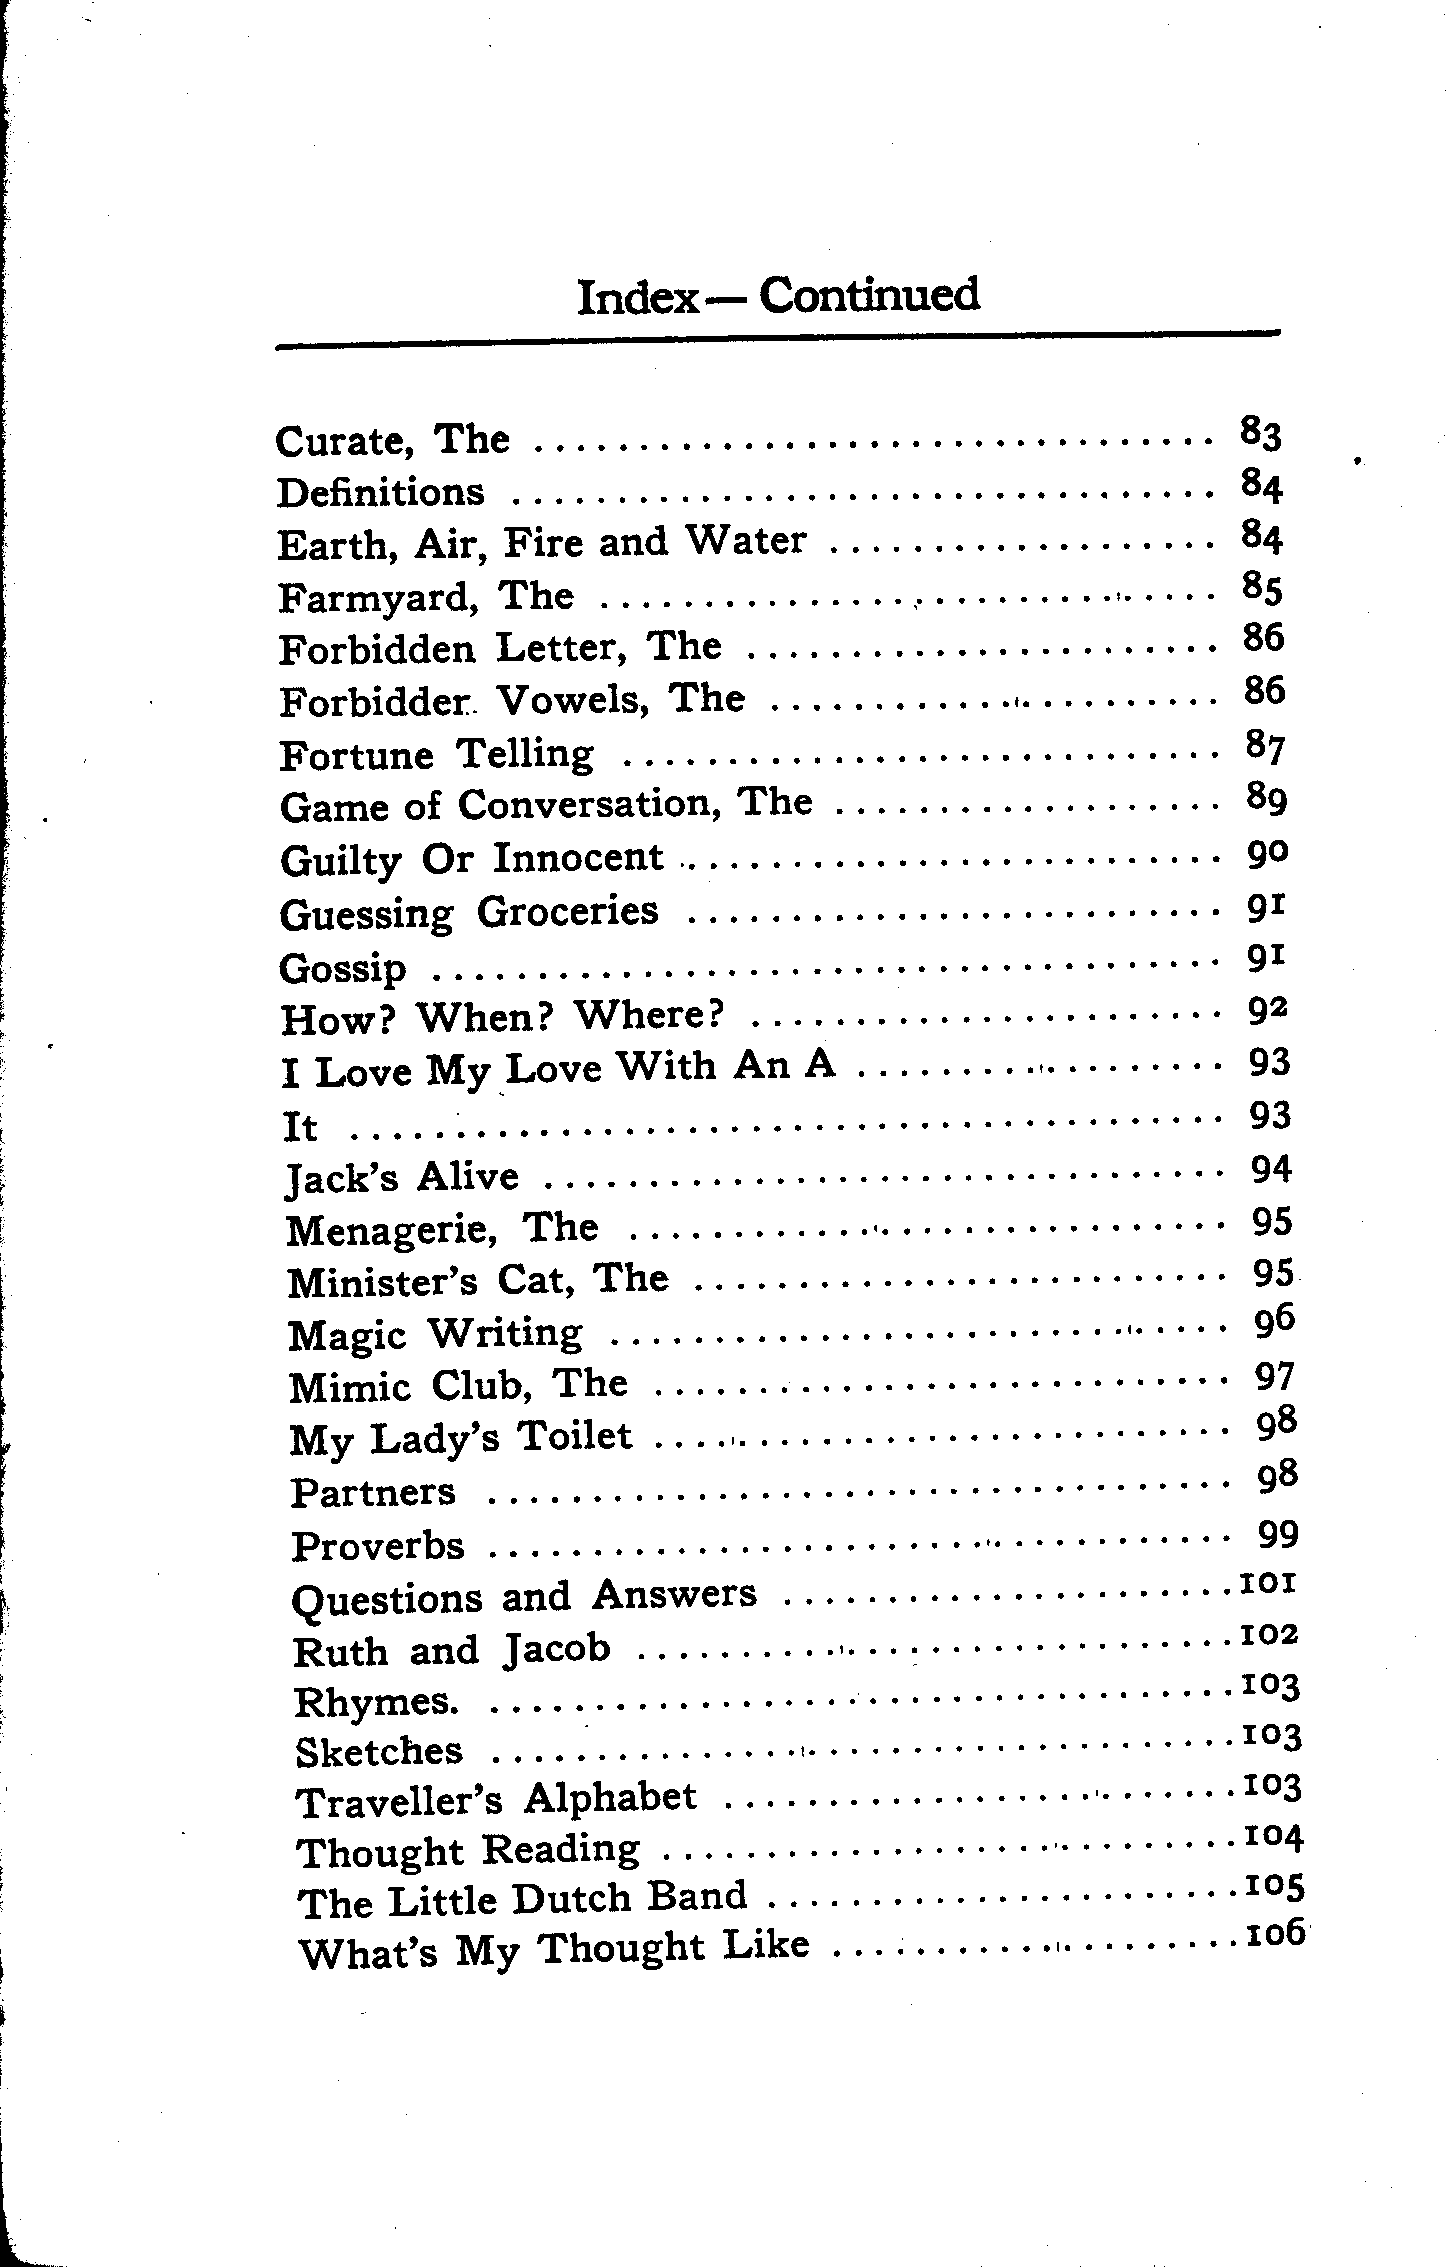 Index — Continued
Curate, The ................................ 83
Definitions ................................. 84
Earth, Air, Fire and Water ................... 84
Farmyard, The .............................. 85
Forbidden Letter, The ....................... 86
Forbidden Vowels, The ...................... 86
Fortune Telling ............................. 87
Game of Conversation, The ................... 89
Guilty Or Innocent .......................... 90
Guessing Groceries .......................... 91
Gossip ...................................... 91
How? When? Where? ....................... 92
I Love My Love With An A .................. 93
It .......................................... 93
Jack's Alive ................................. 94
Menagerie, The ............................. 95
Minister's Cat, The .......................... 95
Magic Writing .............................. 96
Mimic Club, The ............................ 97
My Lady's Toilet ............................ 98
Partners .................................... 98
Proverbs .................................... 99
Questions and Answers ......................101
Ruth and Jacob .............................102
Rhymes. ....................................103
Sketches ....................................103
Traveller's Alphabet .........................103
Thought Reading ............................104
The Little Dutch Band .......................105
What's My Thought Like ....................106